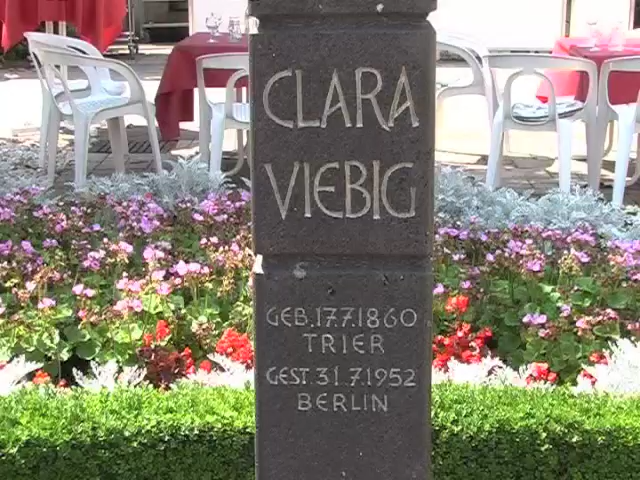 CLARA
VIEBIG
GEB. 17.7.1860
TRIER
GEST. 31.7.1952
BERLIN